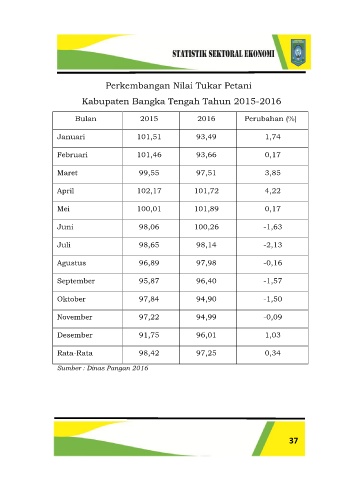 STATISTIK SEKTORAL EKONOMI
Perkembangan Nilai Tukar Petani
Kabupaten Bangka Tengah Tahun 2015-2016
Bulan 2015 2016 Perubahan (%)
Januari 101,51 93,49 1,74
Februari 101,46 93,66 0,17
Maret 99,55 97,51 3,85
April 102,17 101,72 4,22
Mei 100,01 101,89 0,17
Juni 98,06 100,26 -1,63
Juli 98,65 98,14 -2,13
Agustus 96,89 97,98 -0,16
September 95,87 96,40 -1,57
Oktober 97,84 94,90 -1,50
November 97,22 94,99 -0,09
Desember 91,75 96,01 1,03
Rata-Rata 98,42 97,25 0,34
Sumber : Dinas Pangan 2016
37